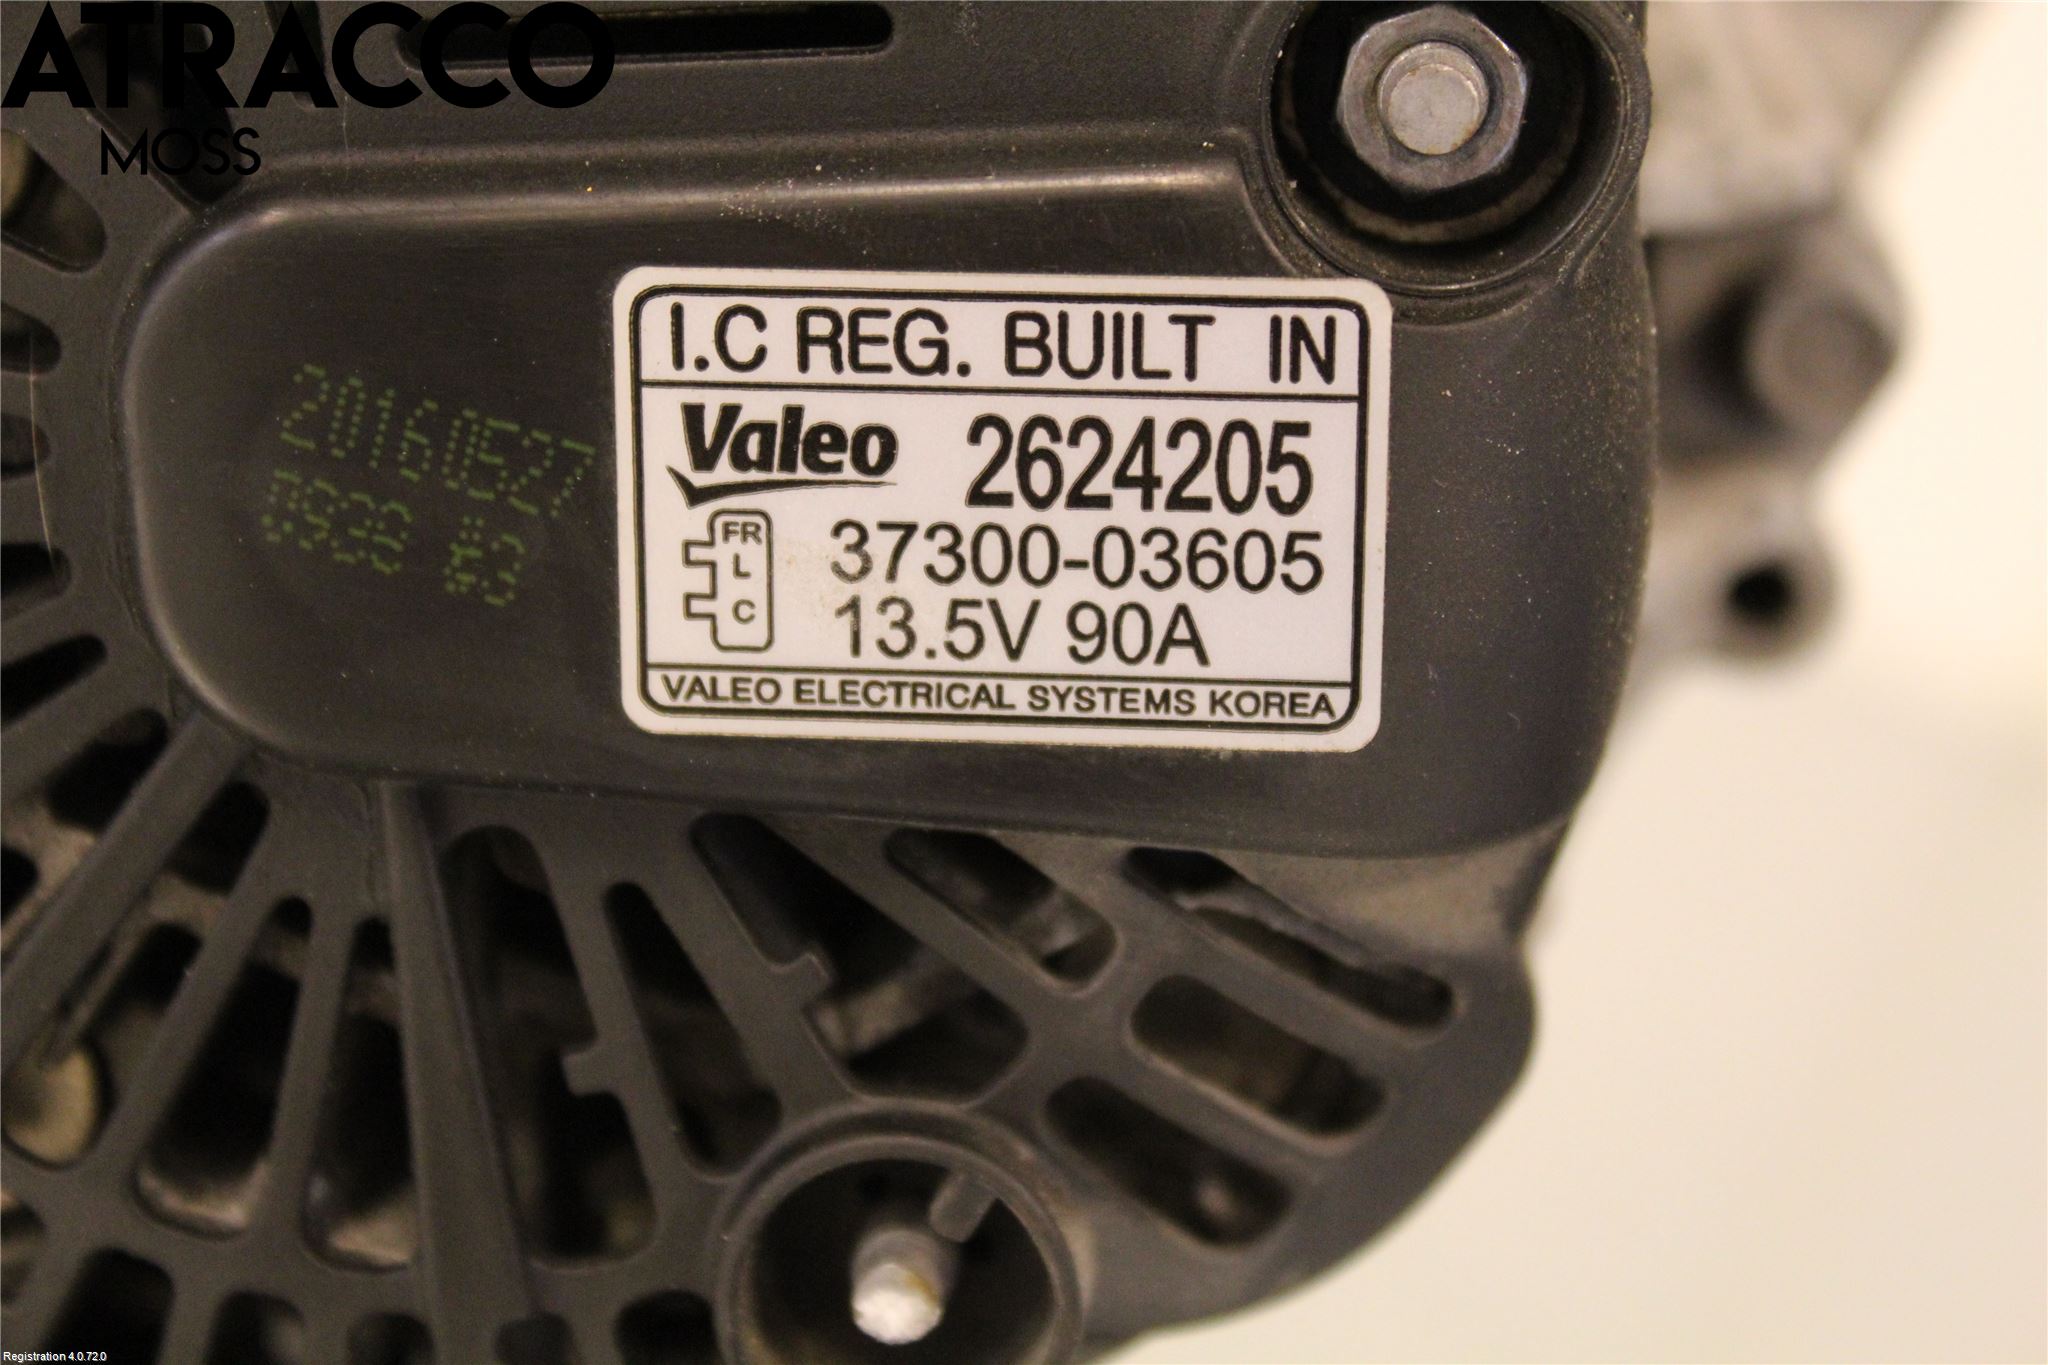 ATRACCO
MOSS
I.C REG. BUILT IN
Valeo 2624205
FR
L
C
37300-03605
13.5V 90A
VALEO ELECTRICAL SYSTEMS KOREA
20160527
Registration 4.0.72.0